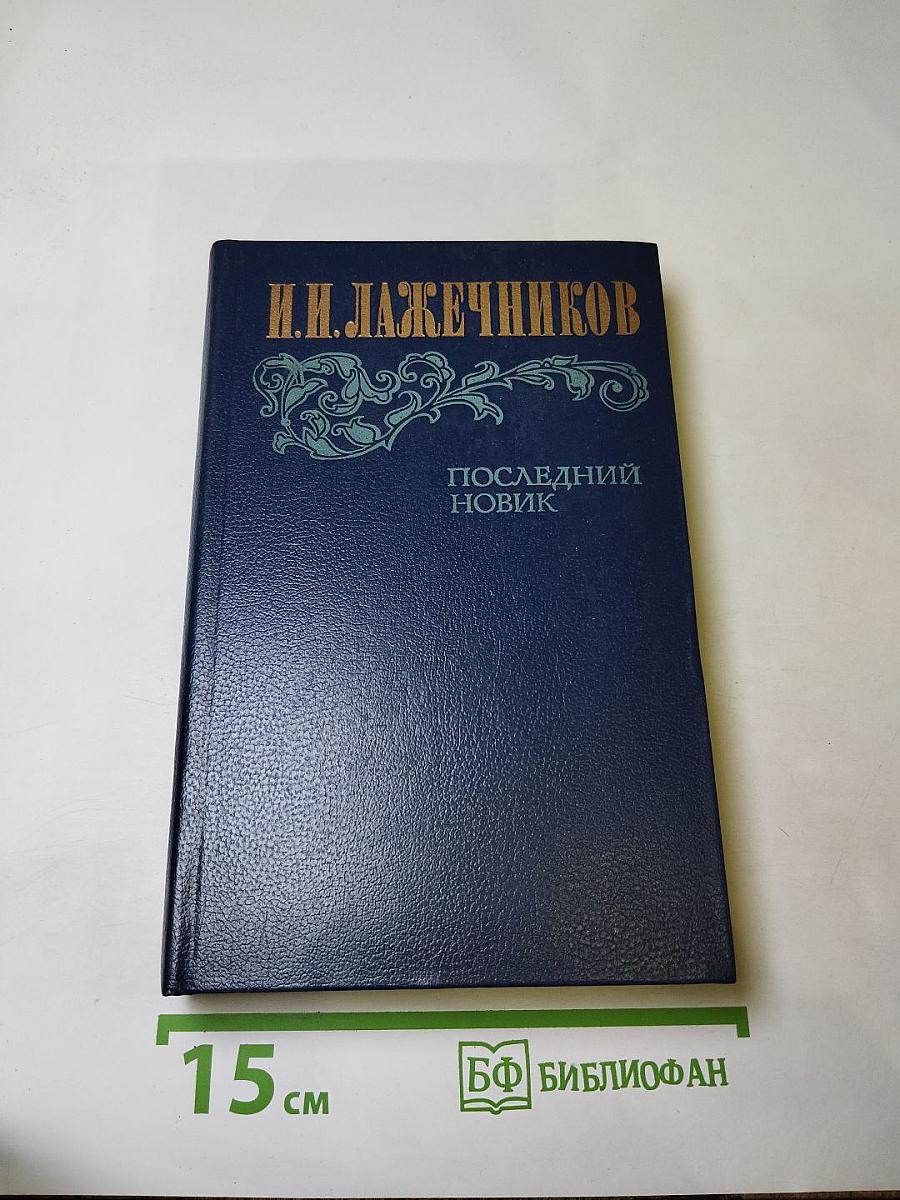 И.И.ЛАЖЕЧНИКОВ
ПОСЛЕДНИЙ
НОВИК
15 см
БФ БИБЛИОФАН